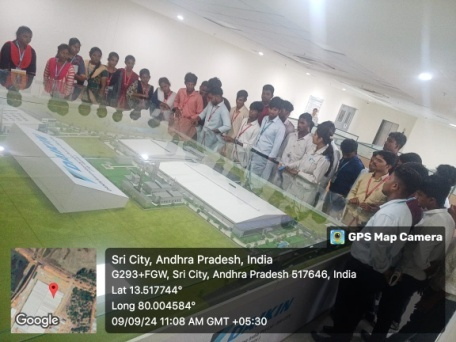 DAIKIN
GPS Map Camera
Sri City, Andhra Pradesh, India
G293+FGW, Sri City, Andhra Pradesh 517646, India
Lat 13.517744°
Long 80.004584°
09/09/24 11:08 AM GMT +05:30
Google